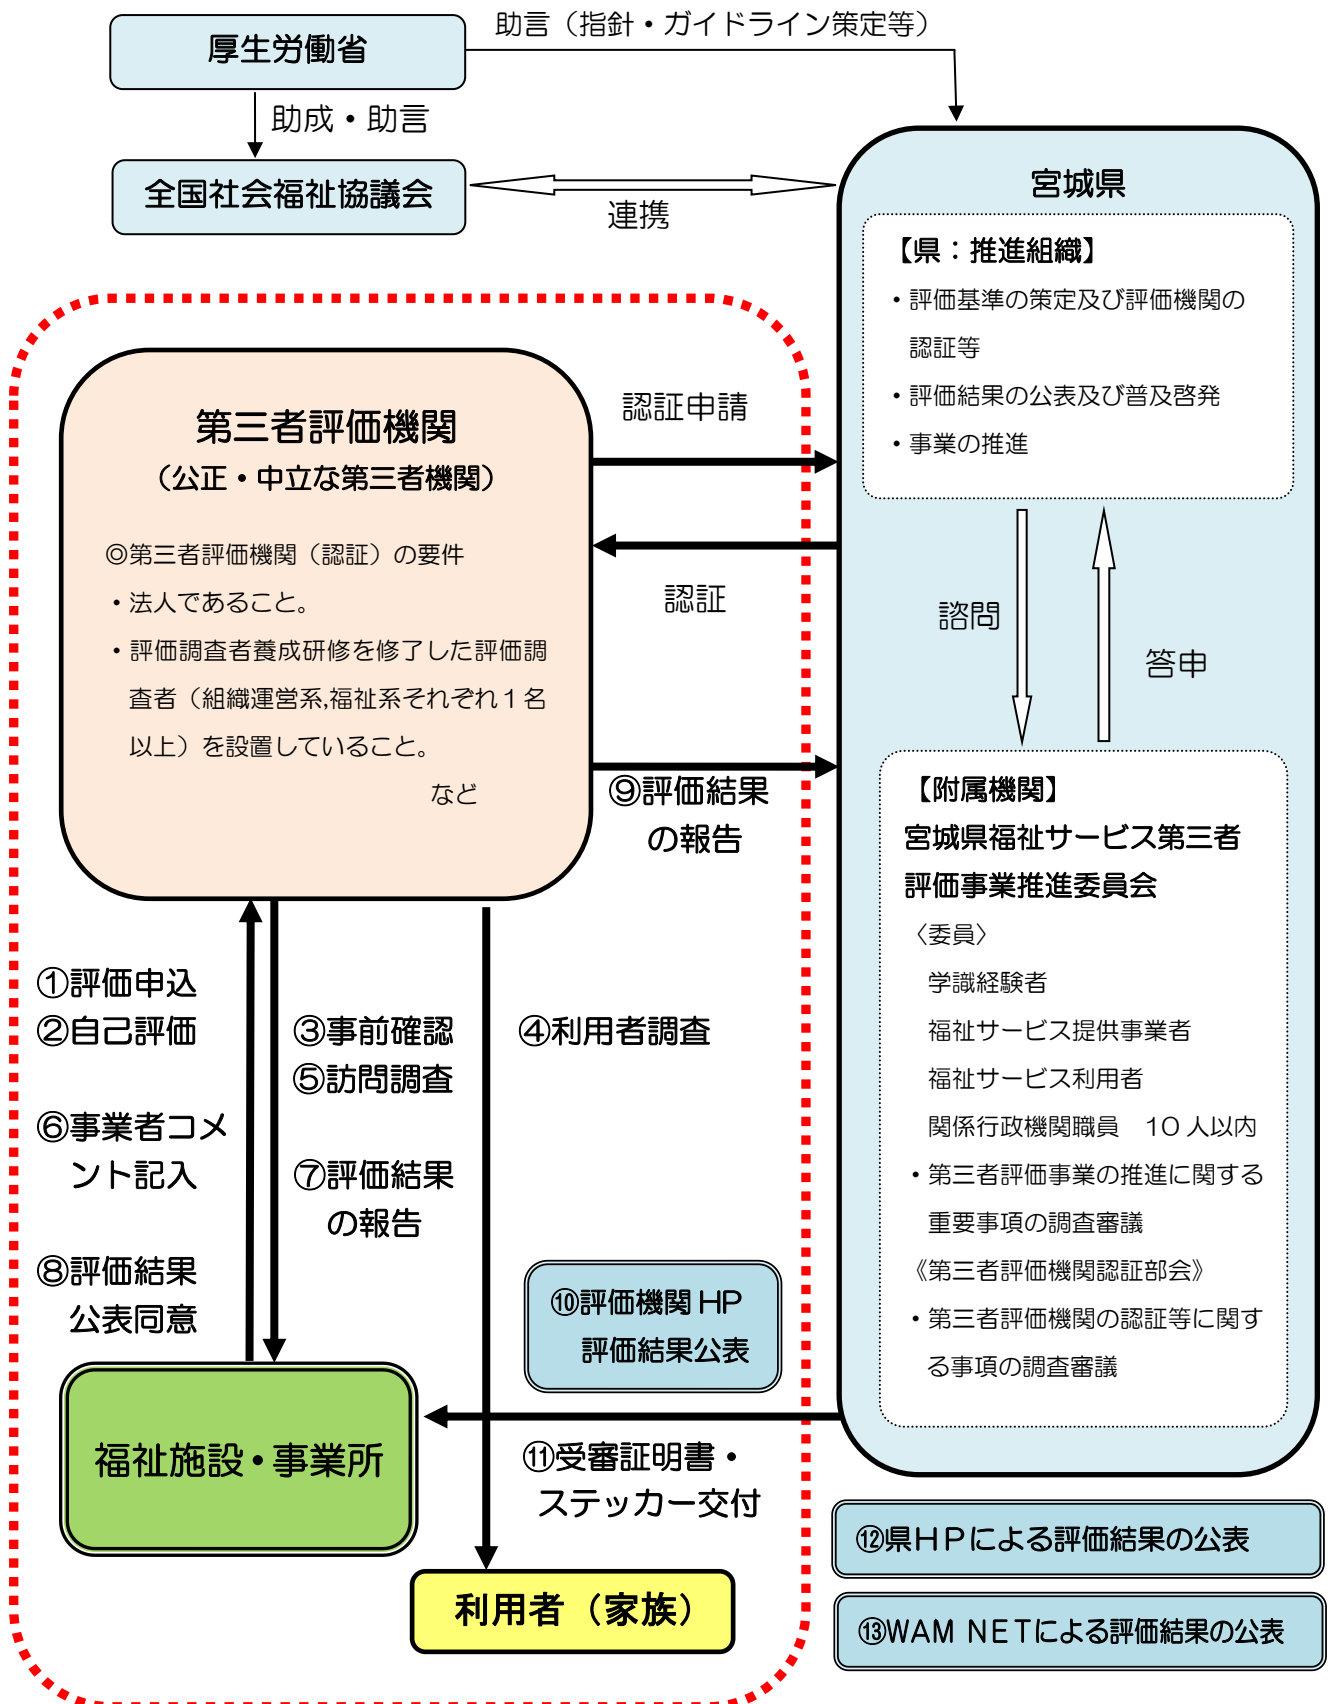 厚生労働省
助言（指針・ガイドライン策定等）
助成・助言
全国社会福祉協議会
連携
宮城県
【県：推進組織】
・評価基準の策定及び評価機関の
認証等
・評価結果の公表及び普及啓発
・事業の推進
第三者評価機関
（公正・中立な第三者機関）
◎第三者評価機関（認証）の要件
・法人であること。
・評価調査者養成研修を修了した評価調
査者（組織運営系,福祉系それぞれ１名
以上）を設置していること。
など
認証申請
認証
諮問
答申
⑨評価結果
の報告
【附属機関】
宮城県福祉サービス第三者
評価事業推進委員会
〈委員〉
学識経験者
福祉サービス提供事業者
福祉サービス利用者
関係行政機関職員　10人以内
・第三者評価事業の推進に関する
重要事項の調査審議
《第三者評価機関認証部会》
・第三者評価機関の認証等に関す
る事項の調査審議
①評価申込
②自己評価
⑥事業者コメ
ント記入
⑧評価結果
公表同意
③事前確認
⑤訪問調査
⑦評価結果
の報告
④利用者調査
⑩評価機関 HP
評価結果公表
福祉施設・事業所
⑪受審証明書・
ステッカー交付
利用者（家族）
⑫県ＨＰによる評価結果の公表
⑬WAM NETによる評価結果の公表